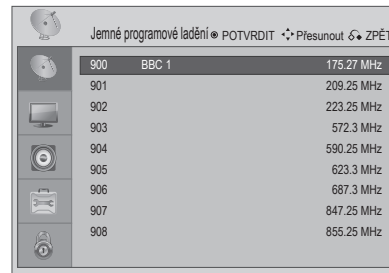 Jemné programové ladění ◉ POTVRDIT Přesunout ZPĚT
900 BBC 1 175.27 MHz
901 209.25 MHz
902 223.25 MHz
903 572.3 MHz
904 590.25 MHz
905 623.3 MHz
906 687.3 MHz
907 847.25 MHz
908 855.25 MHz